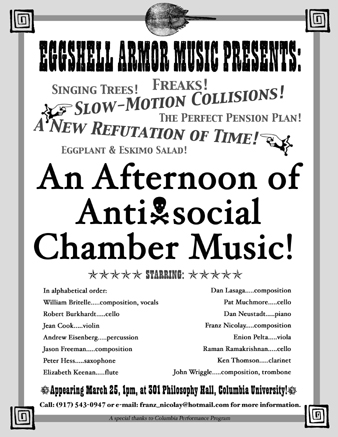 EGGSHELL ARMOR MUSIC PRESENTS:
SINGING TREES! FREAKS!
SLOW-MOTION COLLISIONS!
THE PERFECT PENSION PLAN!
A NEW REFUTATION OF TIME!
EGGPLANT & ESKIMO SALAD!
An Afternoon of
Anti social
Chamber Music!
STARRING:
In alphabetical order:
William Britelle.....composition, vocals
Robert Burkhardt.....cello
Jean Cook.....violin
Andrew Eisenberg.....percussion
Jason Freeman.....composition
Peter Hess.....saxophone
Elizabeth Keenan.....flute
Dan Lasaga.....composition
Pat Muchmore.....cello
Dan Neustadt.....piano
Franz Nicolay.....composition
Enion Pelta.....viola
Raman Ramakrishnan.....cello
Ken Thomson.....clarinet
John Wriggle.....composition, trombone
Appearing March 25, 1pm, at 301 Philosophy Hall, Columbia University!
Call: (917) 543-0947 or e-mail: franz_nicolay@hotmail.com for more information.
A special thanks to Columbia Performance Program